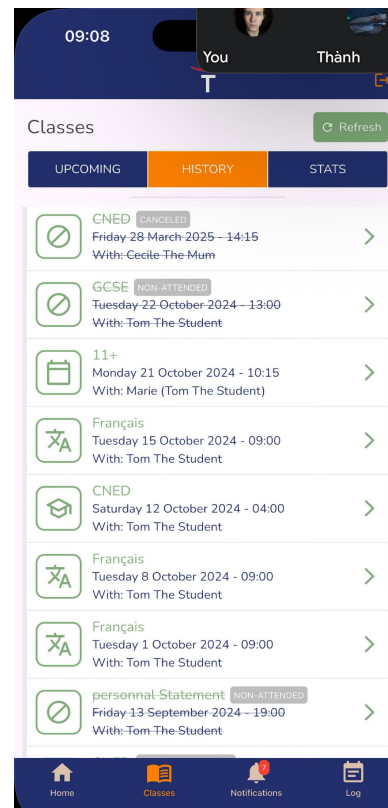 09:08
You
Thành
T
Classes
Refresh
UPCOMING
HISTORY
STATS
CNED CANCELED
Friday 28 March 2025 - 14:15
With: Cecile The Mum
GCSE NON-ATTENDED
Tuesday 22 October 2024 - 13:00
With: Tom The Student
11+
Monday 21 October 2024 - 10:15
With: Marie (Tom The Student)
Français
Tuesday 15 October 2024 - 09:00
With: Tom The Student
CNED
Saturday 12 October 2024 - 04:00
With: Tom The Student
Français
Tuesday 8 October 2024 - 09:00
With: Tom The Student
Français
Tuesday 1 October 2024 - 09:00
With: Tom The Student
personnal Statement NON-ATTENDED
Friday 13 September 2024 - 19:00
With: Tom The Student
7
Home
Classes
Notifications
Log